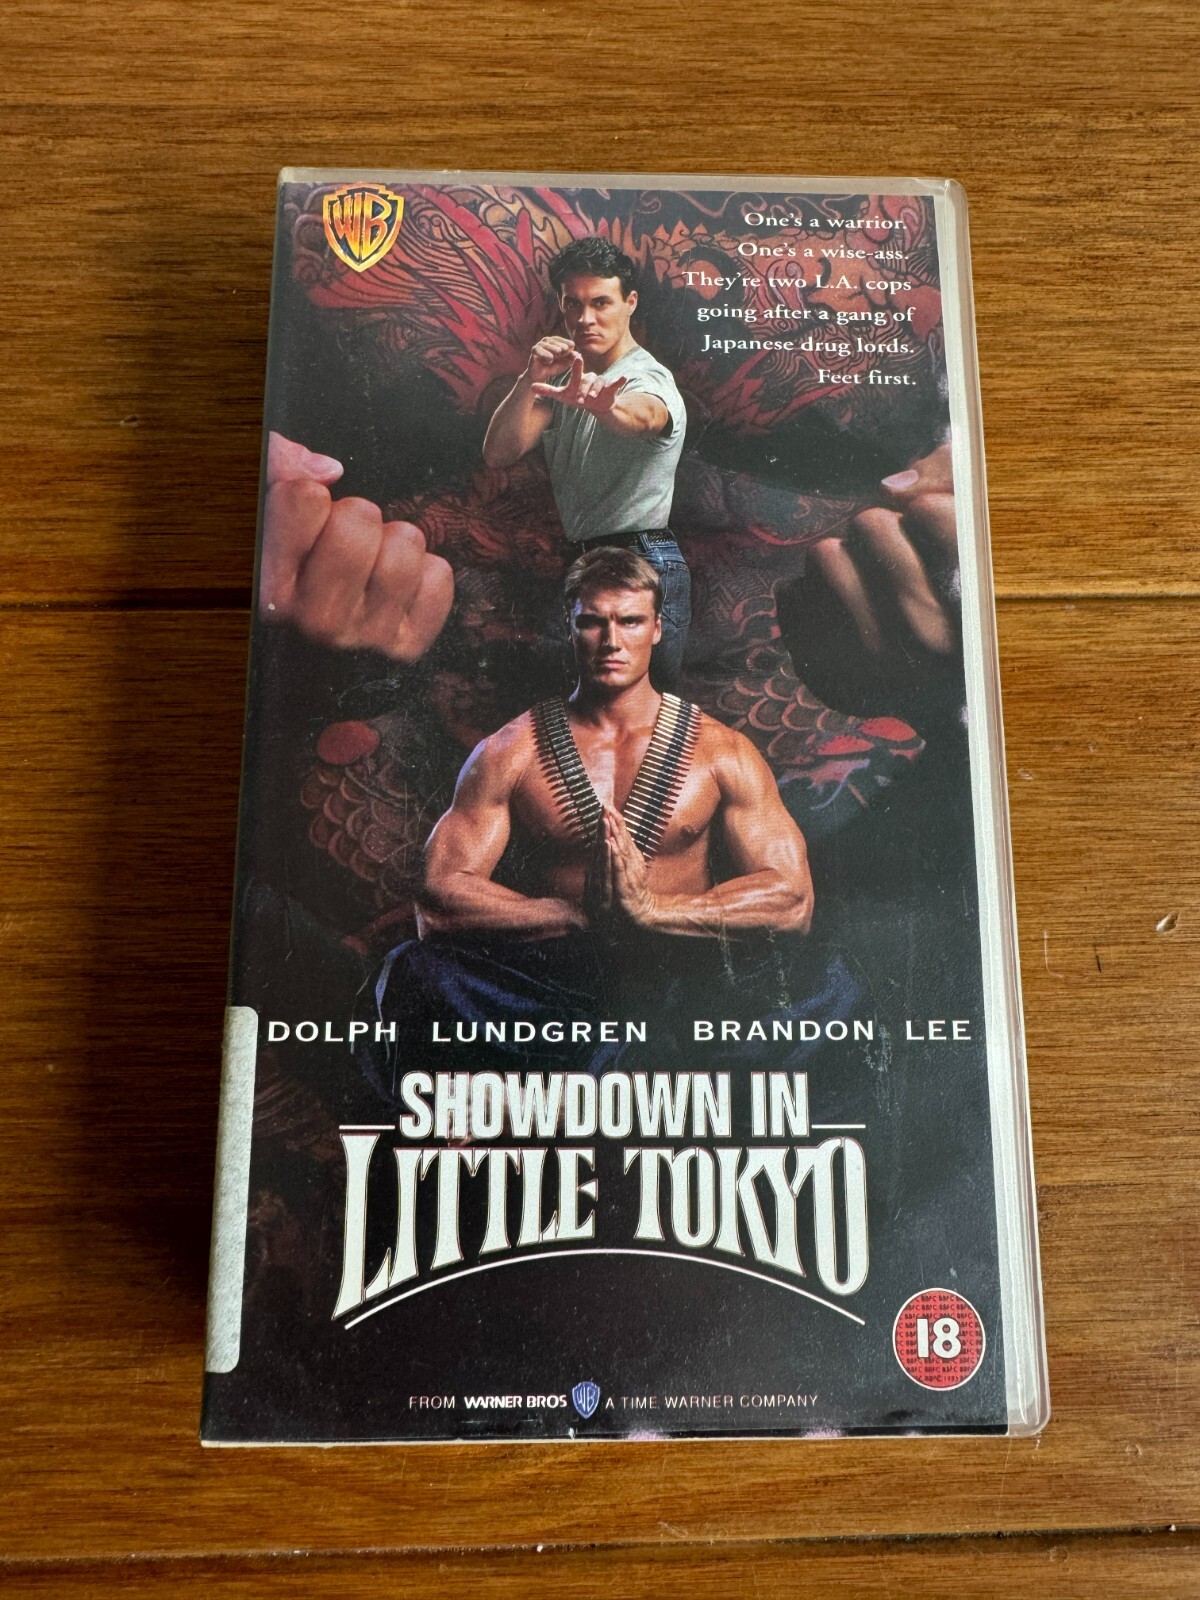 WB
One's a warrior.
One's a wise-ass.
They're two L.A. cops
going after a gang of
Japanese drug lords.
Feet first.
DOLPH LUNDGREN BRANDON LEE
SHOWDOWN IN
LITTLE TOKYO
18
FROM WARNER BROS WB A TIME WARNER COMPANY